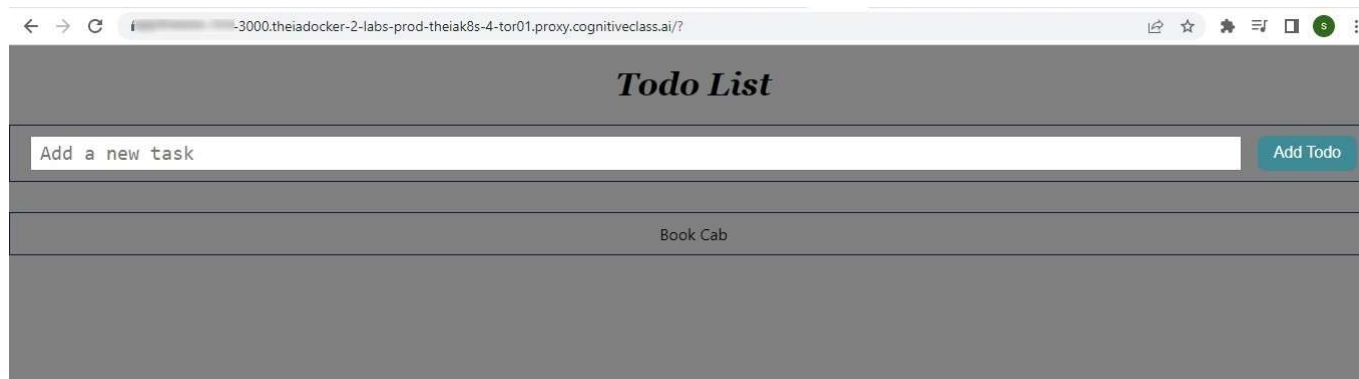 -3000.theiadocker-2-labs-prod-theiak8s-4-tor01.proxy.cognitiveclass.ai/?
S
Todo List
Add a new task
Add Todo
Book Cab